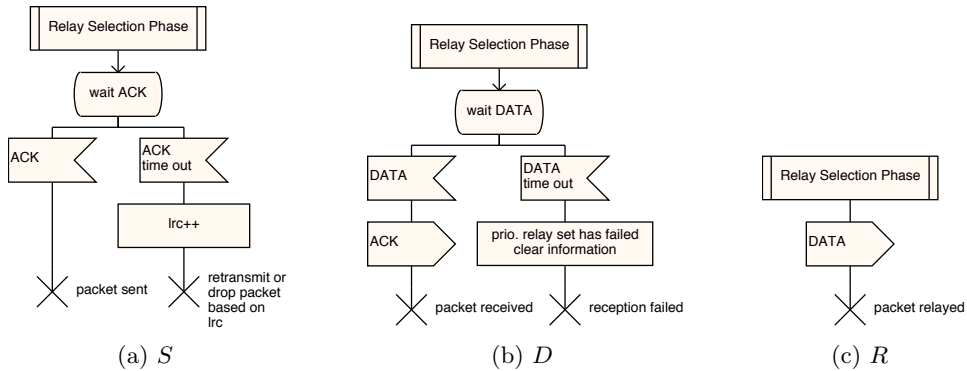 Relay Selection Phase
wait ACK
ACK
ACK
time out
lrc++
packet sent
retransmit or
drop packet
based on
lrc
(a) S
Relay Selection Phase
wait DATA
DATA
DATA
time out
ACK
prio. relay set has failed
clear information
packet received
reception failed
(b) D
Relay Selection Phase
DATA
packet relayed
(c) R